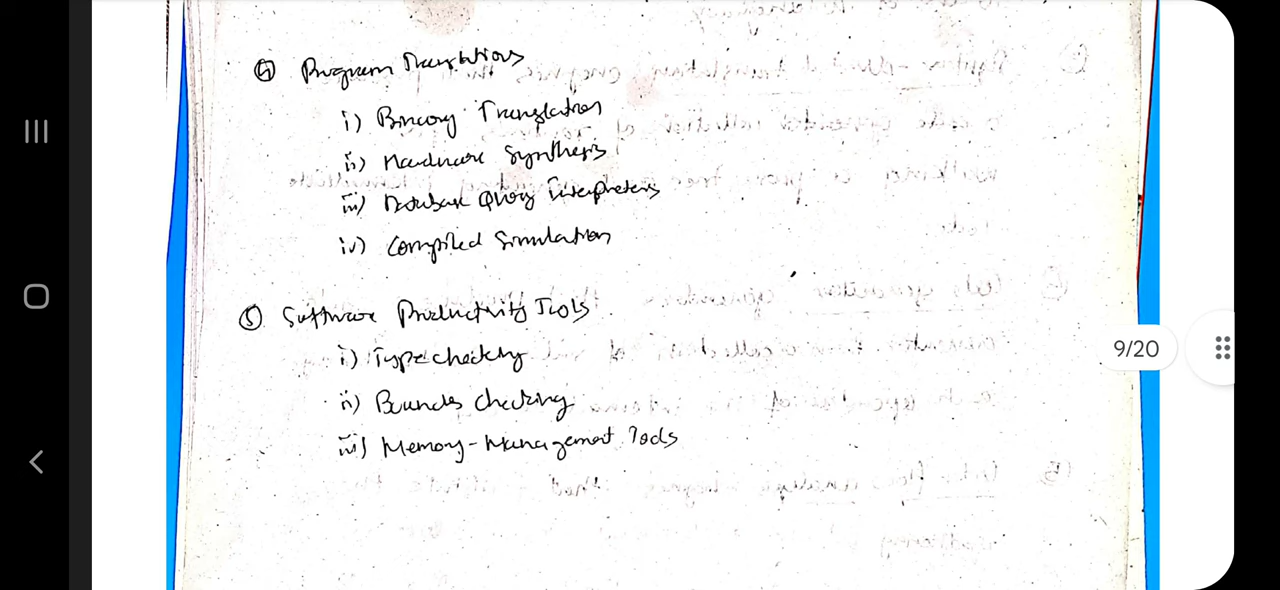 ④ Program Translations
i) Binary Translation
ii) Hardware Synthesis
iii) Database Query Interpreters
iv) Compiled Simulation
⑤ Software Productivity Tools
i) Type checking
ii) Bounds checking
iii) Memory-Management Tools
9/20